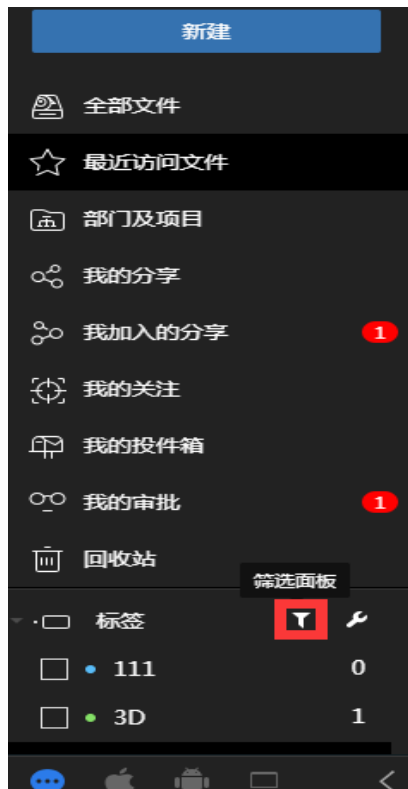 新建
全部文件
最近访问文件
部门及项目
我的分享
我加入的分享 1
我的关注
我的投件箱
我的审批 1
回收站
筛选面板
标签
111 0
3D 1